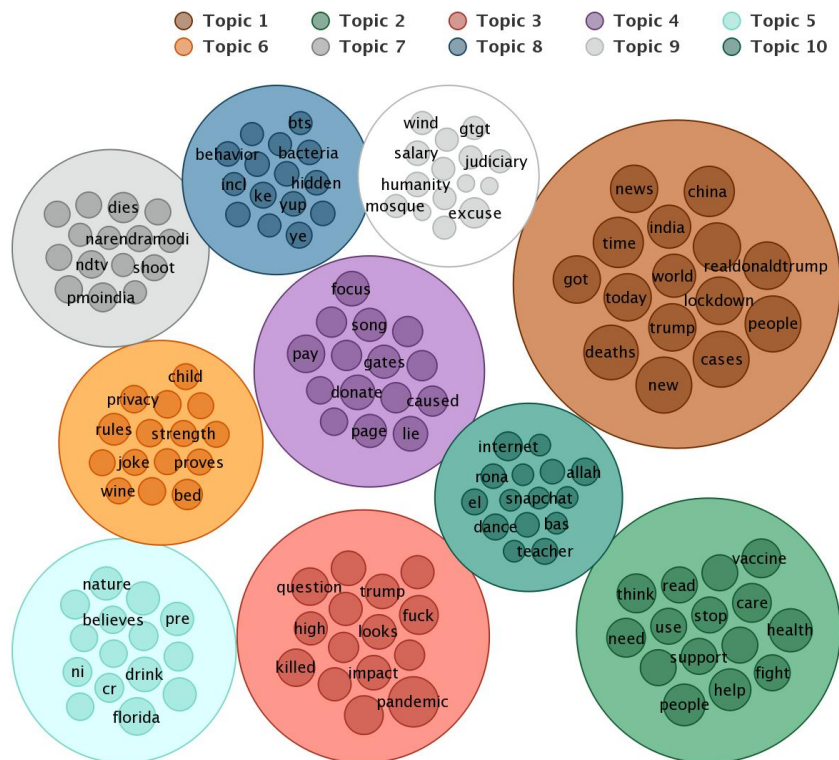 Topic 1 Topic 2 Topic 3 Topic 4 Topic 5
Topic 6 Topic 7 Topic 8 Topic 9 Topic 10
dies
narendramodi
ndtv shoot
pmoindia
bts
behavior bacteria
incl hidden
ke yup
ye
wind gtgt
salary judiciary
humanity
mosque excuse
news china
india
time
realdonaldtrump
got world
today lockdown
trump people
deaths cases
new
focus
song
pay gates
donate caused
page lie
child
privacy
rules strength
joke proves
wine bed
internet
rona allah
el snapchat
dance bas
teacher
nature
believes pre
ni drink
cr
florida
question trump
fuck
high looks
killed impact
pandemic
vaccine
think read
care
use stop
need health
support
fight
help
people